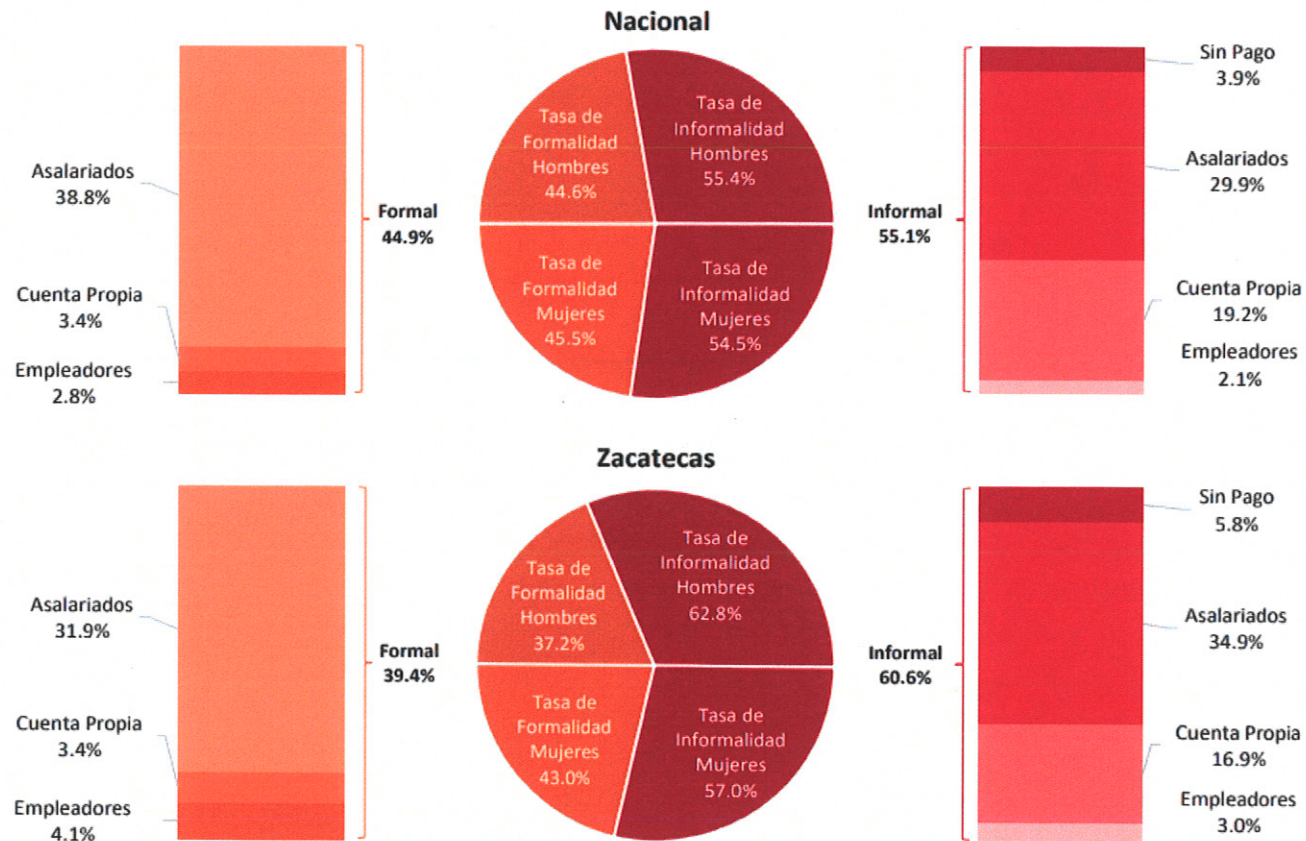 Nacional
Asalariados
38.8%
Cuenta Propia
3.4%
Empleadores
2.8%
Formal
44.9%
Tasa de
Formalidad
Hombres
44.6%
Tasa de
Informalidad
Hombres
55.4%
Tasa de
Formalidad
Mujeres
45.5%
Tasa de
Informalidad
Mujeres
54.5%
Informal
55.1%
Sin Pago
3.9%
Asalariados
29.9%
Cuenta Propia
19.2%
Empleadores
2.1%
Zacatecas
Asalariados
31.9%
Cuenta Propia
3.4%
Empleadores
4.1%
Formal
39.4%
Tasa de
Formalidad
Hombres
37.2%
Tasa de
Informalidad
Hombres
62.8%
Tasa de
Formalidad
Mujeres
43.0%
Tasa de
Informalidad
Mujeres
57.0%
Informal
60.6%
Sin Pago
5.8%
Asalariados
34.9%
Cuenta Propia
16.9%
Empleadores
3.0%